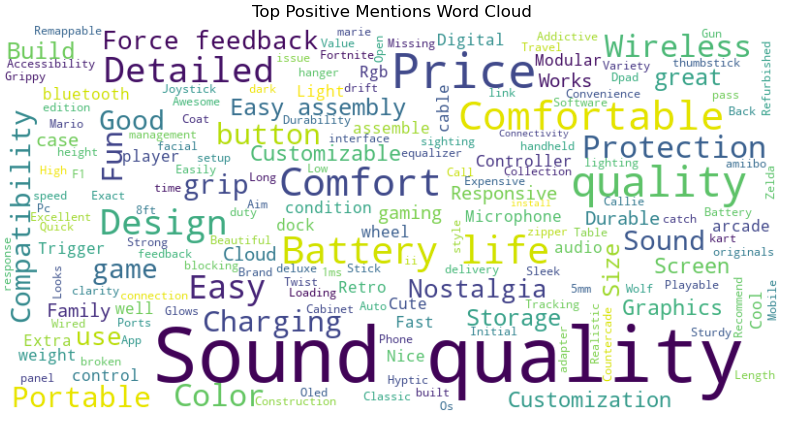 Top Positive Mentions Word Cloud
Remappable
Force feedback
marie
Missing
Open
Digital
Addictive
Travel
Gun
Wireless
Build
Accessibility
Grippy
Detailed
issue
Value
Fortnite
Rgb
Price
Modular
Works
Variety
thumbstick
great
Refurbished
bluetooth
hanger
Joystick
dark
Light
drift
cable
link
Convenience
Dpad
pass
edition
Awesome
Easy assembly
Comfortable
Software
Back
Mario
Good
Coat
Durability
interface
assemble
sighting
Connectivity
handheld
case
management
button
Protection
height
Fun
player
facial
setup
Customizable
equalizer
Controller
lighting
amiibo
High
F1
Easily
Long
Low
Call
Expensive
Collection
Zelda
Compatibility
speed
Exact
time
grip
Comfort
Responsive
quality
Pc
Excellent
Quick
8ft
Design
Aim
duty
condition
gaming
install
Microphone
Callie
Durable
Battery
catch
arcade
Trigger
Strong
feedback
Beautiful
dock
wheel
style
zipper
Table
audio
Sound
kart
originals
response
Looks
game
blocking
Cloud
Battery life
ii
delivery
Sleek
Size
Screen
clarity
connection
Brand
deluxe
1ms
Stick
Twist
Nostalgia
5mm
Wolf
Playable
Cool
Mobile
Family
well
Glows
Easy
Loading
Retro
Auto
Cute
Tracking
Graphics
Recommend
Extra
Wired
Ports
use
App
Charging
Cabinet
Phone
Fast
Storage
Initial
adapter
Realistic
Countercade
Sturdy
weight
broken
Sound quality
Nice
panel
control
Hyptic
Length
Portable
Color
Oled
built
Construction
Classic
Os
Customization